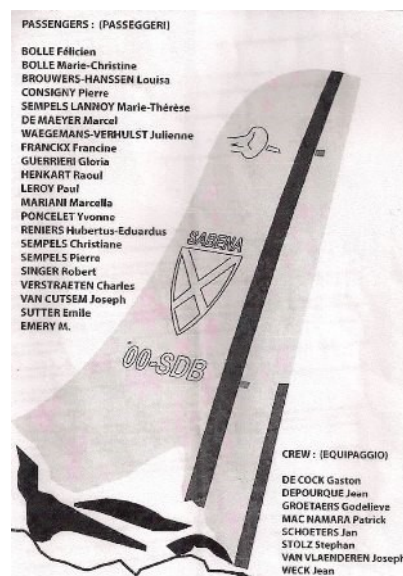 PASSENGERS : (PASSEGGERI)
BOLLE Félicien
BOLLE Marie-Christine
BROUWERS-HANSSEN Louisa
CONSIGNY Pierre
SEMPELS LANNOY Marie-Thérèse
DE MAEYER Marcel
WAEGEMANS-VERHULST Julienne
FRANCKX Francine
GUERRIERI Gloria
HENKART Raoul
LEROY Paul
MARIANI Marcella
PONCELET Yvonne
RENIERS Hubertus-Eduardus
SEMPELS Christiane
SEMPELS Pierre
SINGER Robert
VERSTRAETEN Charles
VAN CUTSEM Joseph
SUTTER Emile
EMERY M.
SABENA
OO-SDB
CREW : (EQUIPAGGIO)
DE COCK Gaston
DEPOURQUE Jean
GROETAERS Godelieve
MAC NAMARA Patrick
SCHOETERS Jan
STOLZ Stephan
VAN VLAENDEREN Joseph
WECK Jean